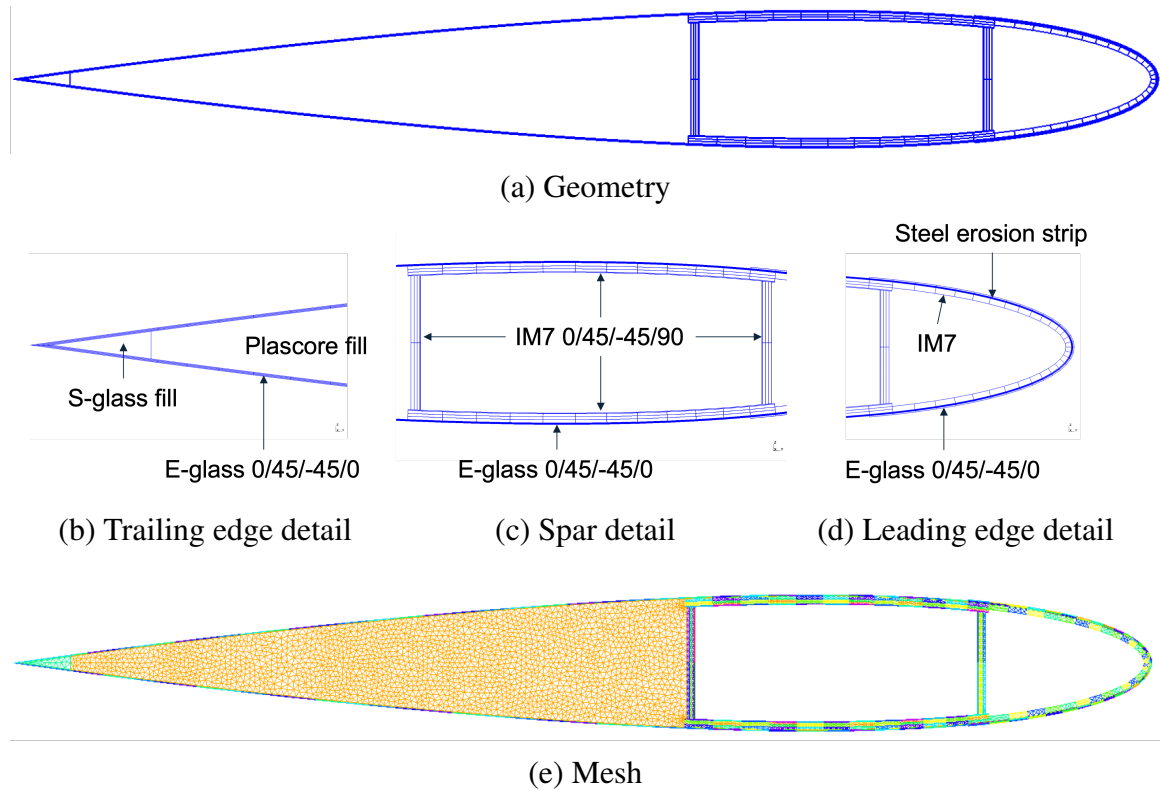 (a) Geometry
Steel erosion strip
Plascore fill
S-glass fill
E-glass 0/45/-45/0
IM7 0/45/-45/90
E-glass 0/45/-45/0
IM7
E-glass 0/45/-45/0
(b) Trailing edge detail
(c) Spar detail
(d) Leading edge detail
(e) Mesh